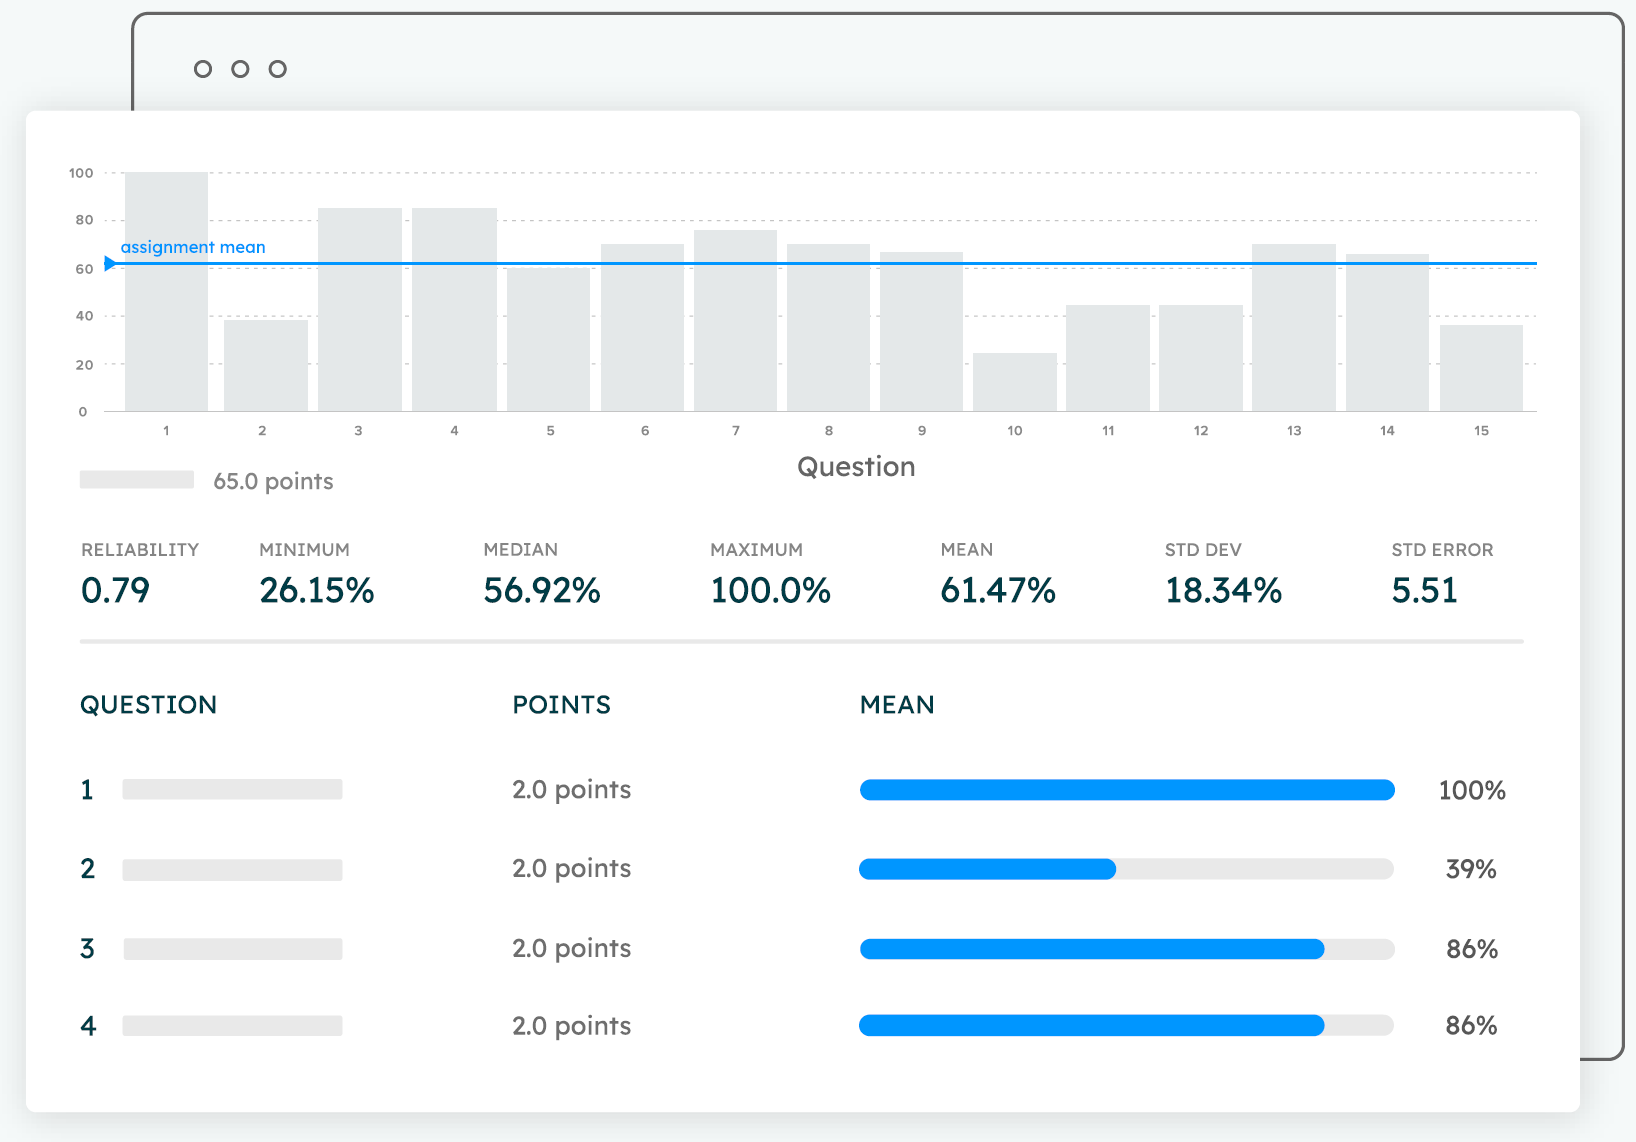 100
80
assignment mean
60
40
20
0
1 2 3 4 5 6 7 8 9 10 11 12 13 14 15
Question
65.0 points
RELIABILITY MINIMUM MEDIAN MAXIMUM MEAN STD DEV STD ERROR
0.79 26.15% 56.92% 100.0% 61.47% 18.34% 5.51
QUESTION POINTS MEAN
1 2.0 points 100%
2 2.0 points 39%
3 2.0 points 86%
4 2.0 points 86%